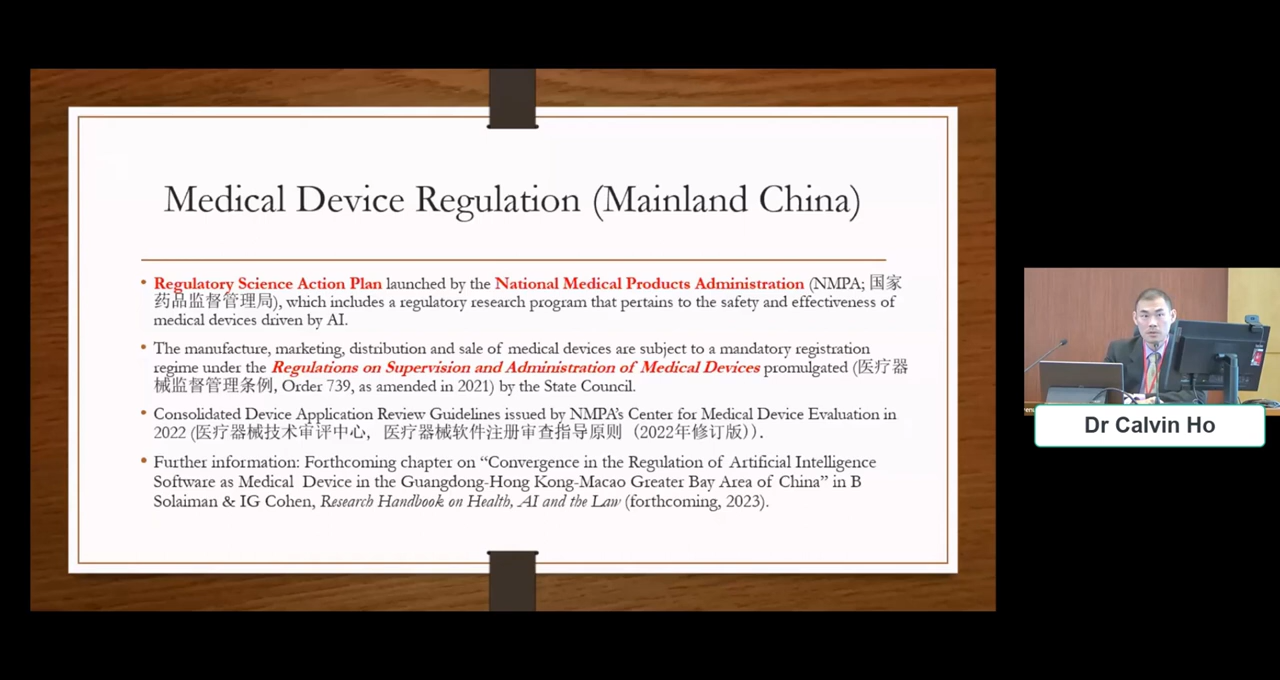 Medical Device Regulation (Mainland China)
• Regulatory Science Action Plan launched by the National Medical Products Administration (NMPA; 国家
药品监督管理局), which includes a regulatory research program that pertains to the safety and effectiveness of
medical devices driven by AI.
• The manufacture, marketing, distribution and sale of medical devices are subject to a mandatory registration
regime under the Regulations on Supervision and Administration of Medical Devices promulgated (医疗器
械监督管理条例, Order 739, as amended in 2021) by the State Council.
• Consolidated Device Application Review Guidelines issued by NMPA's Center for Medical Device Evaluation in
2022 (医疗器械技术审评中心，医疗器械软件注册审查指导原则（2022年修订版）).
• Further information: Forthcoming chapter on “Convergence in the Regulation of Artificial Intelligence
Software as Medical Device in the Guangdong-Hong Kong-Macao Greater Bay Area of China” in B
Solaiman & IG Cohen, Research Handbook on Health, AI and the Law (forthcoming, 2023).
Dr Calvin Ho